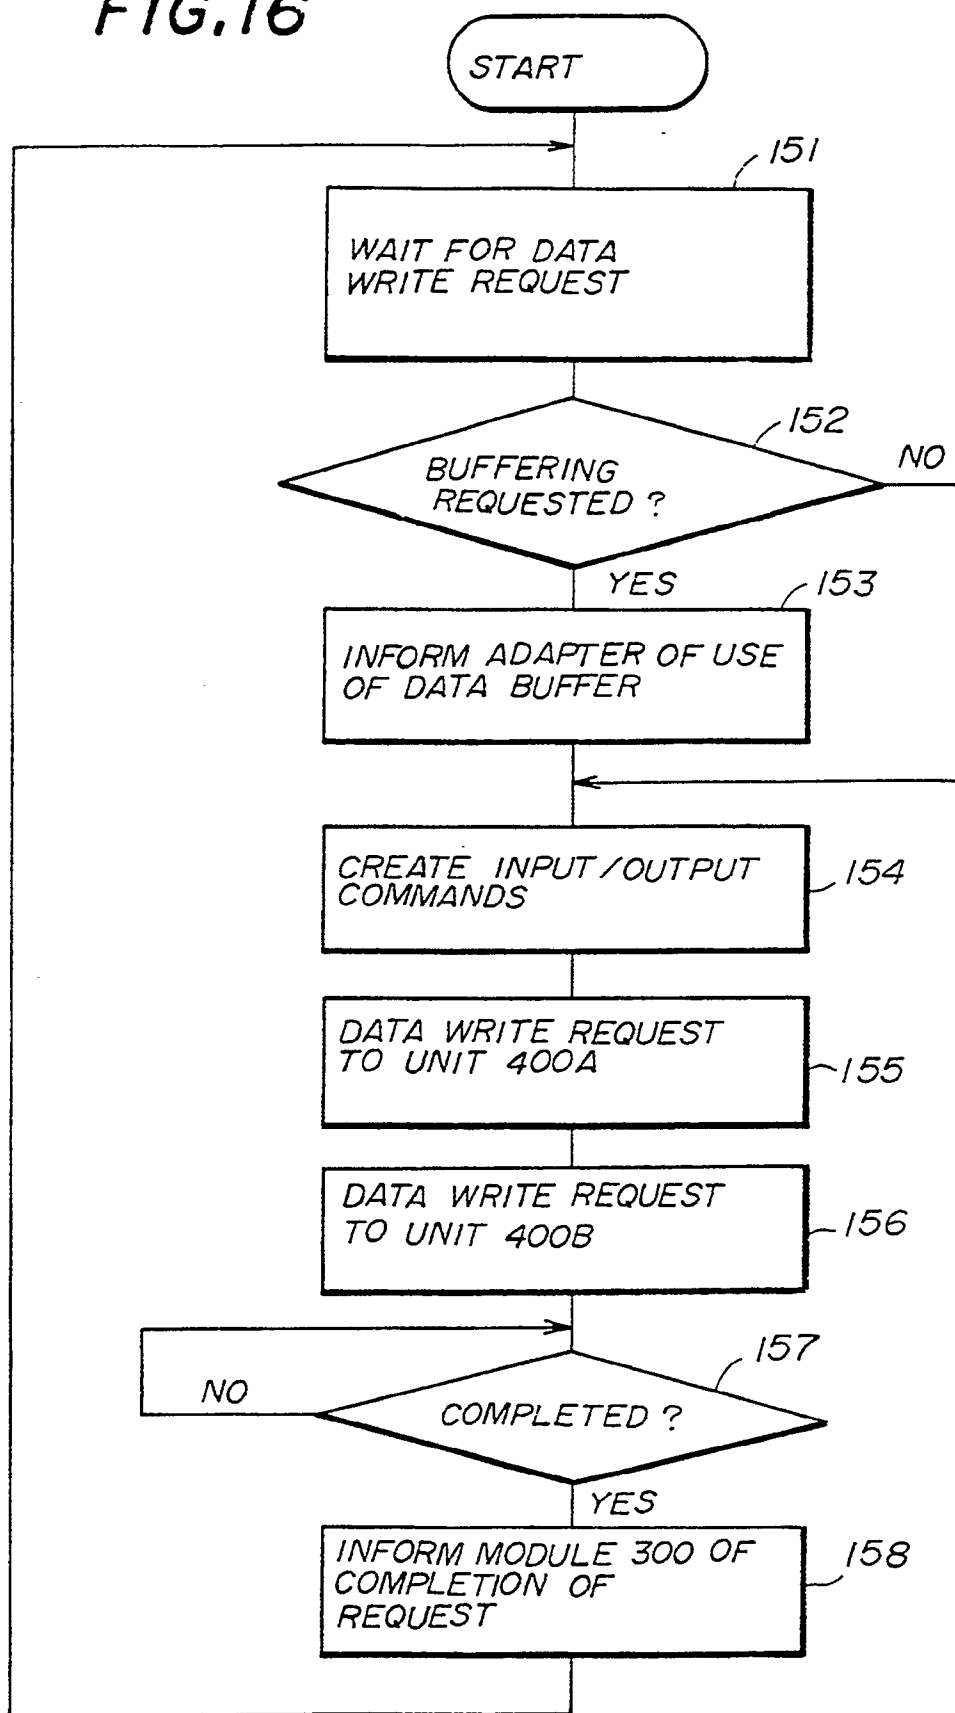 FIG.16
START
151
WAIT FOR DATA
WRITE REQUEST
152
NO
BUFFERING
REQUESTED ?
YES
153
INFORM ADAPTER OF USE
OF DATA BUFFER
CREATE INPUT/OUTPUT
COMMANDS
154
DATA WRITE REQUEST
TO UNIT 400A
155
DATA WRITE REQUEST
TO UNIT 400B
156
157
NO
COMPLETED ?
YES
INFORM MODULE 300 OF
COMPLETION OF
REQUEST
158